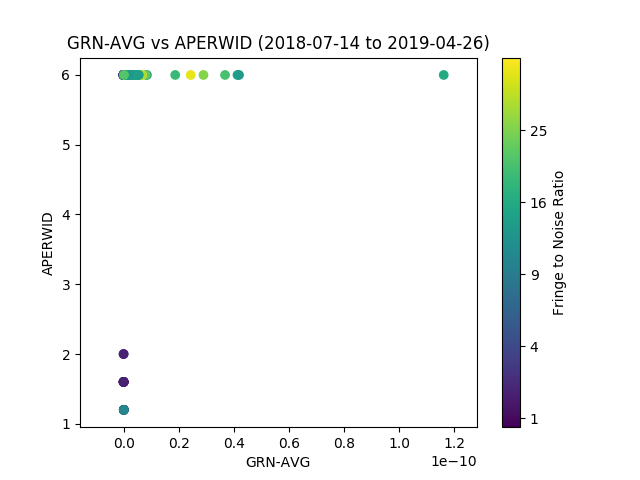 GRN-AVG vs APERWID (2018-07-14 to 2019-04-26)
6
5
4
3
2
1
APERWID
0.0 0.2 0.4 0.6 0.8 1.0 1.2
1e−10
GRN-AVG
25
16
9
4
1
Fringe to Noise Ratio